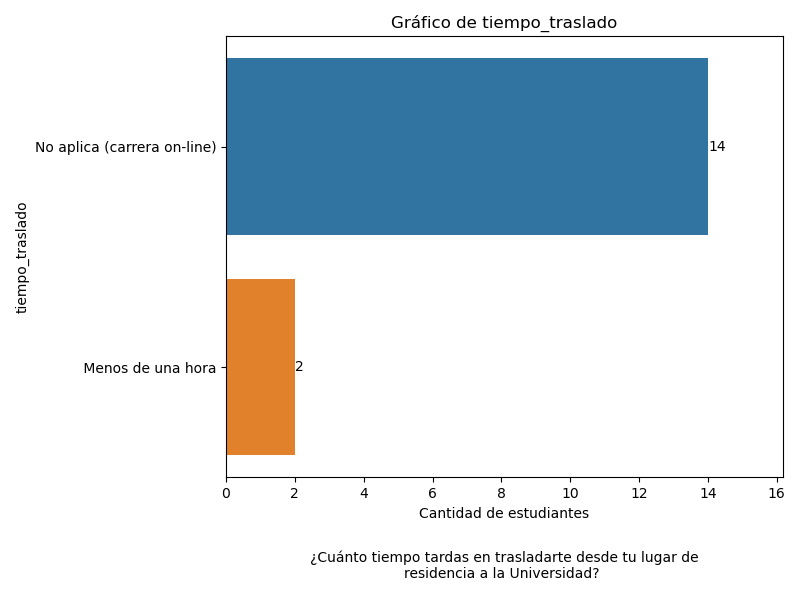 Gráfico de tiempo_traslado
tiempo_traslado
No aplica (carrera on-line)
14
Menos de una hora
2
0 2 4 6 8 10 12 14 16
Cantidad de estudiantes
¿Cuánto tiempo tardas en trasladarte desde tu lugar de
residencia a la Universidad?